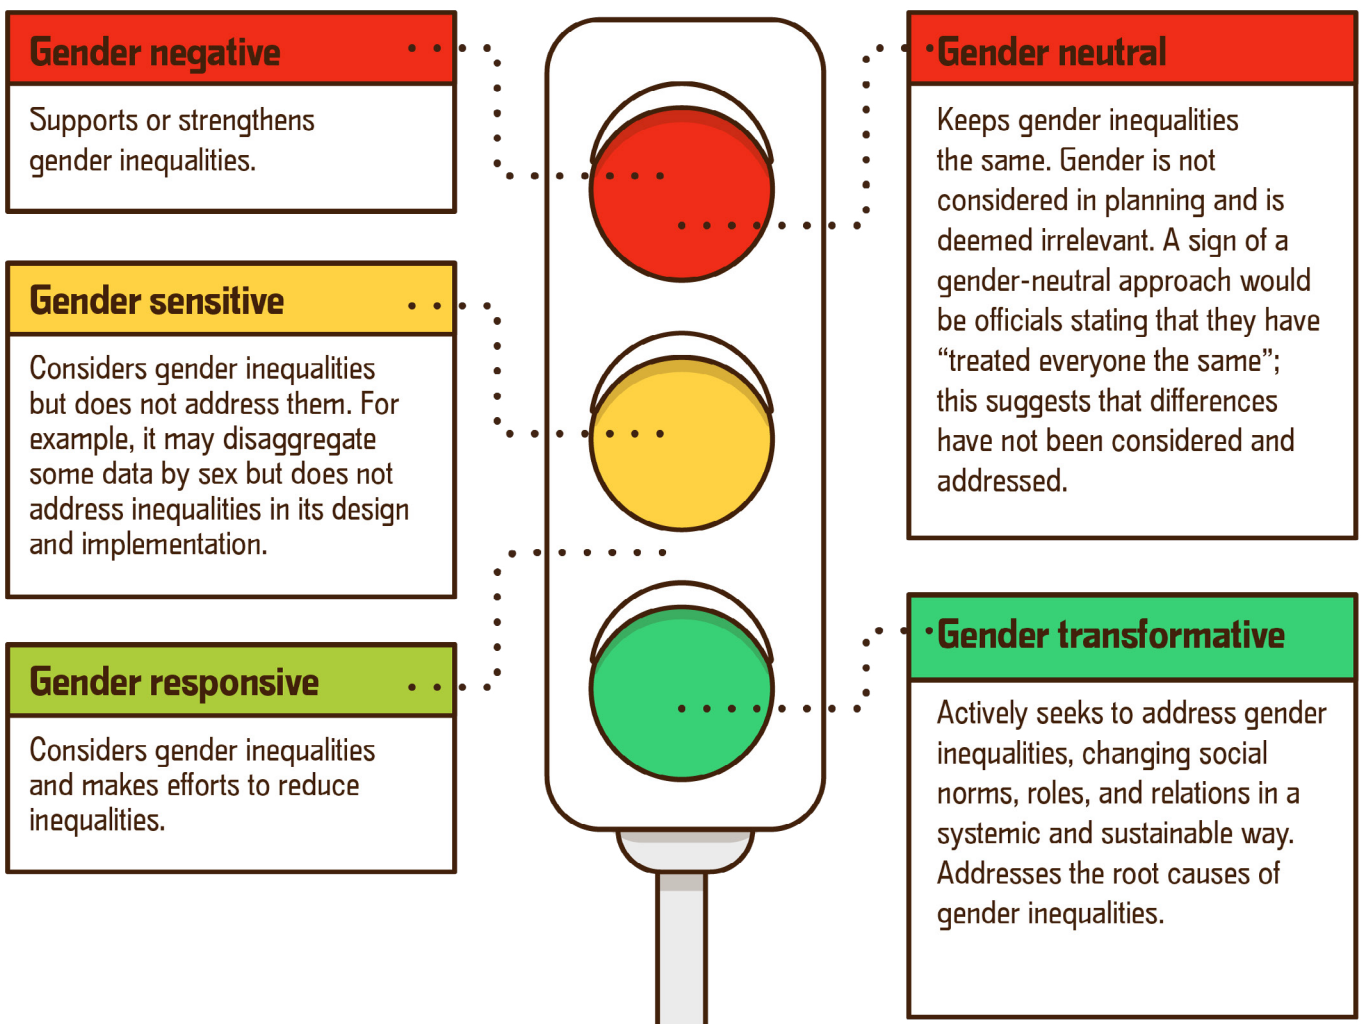 Gender negative
Supports or strengthens
gender inequalities.
Gender sensitive
Considers gender inequalities
but does not address them. For
example, it may disaggregate
some data by sex but does not
address inequalities in its design
and implementation.
Gender responsive
Considers gender inequalities
and makes efforts to reduce
inequalities.
Gender neutral
Keeps gender inequalities
the same. Gender is not
considered in planning and is
deemed irrelevant. A sign of a
gender-neutral approach would
be officials stating that they have
“treated everyone the same”;
this suggests that differences
have not been considered and
addressed.
Gender transformative
Actively seeks to address gender
inequalities, changing social
norms, roles, and relations in a
systemic and sustainable way.
Addresses the root causes of
gender inequalities.